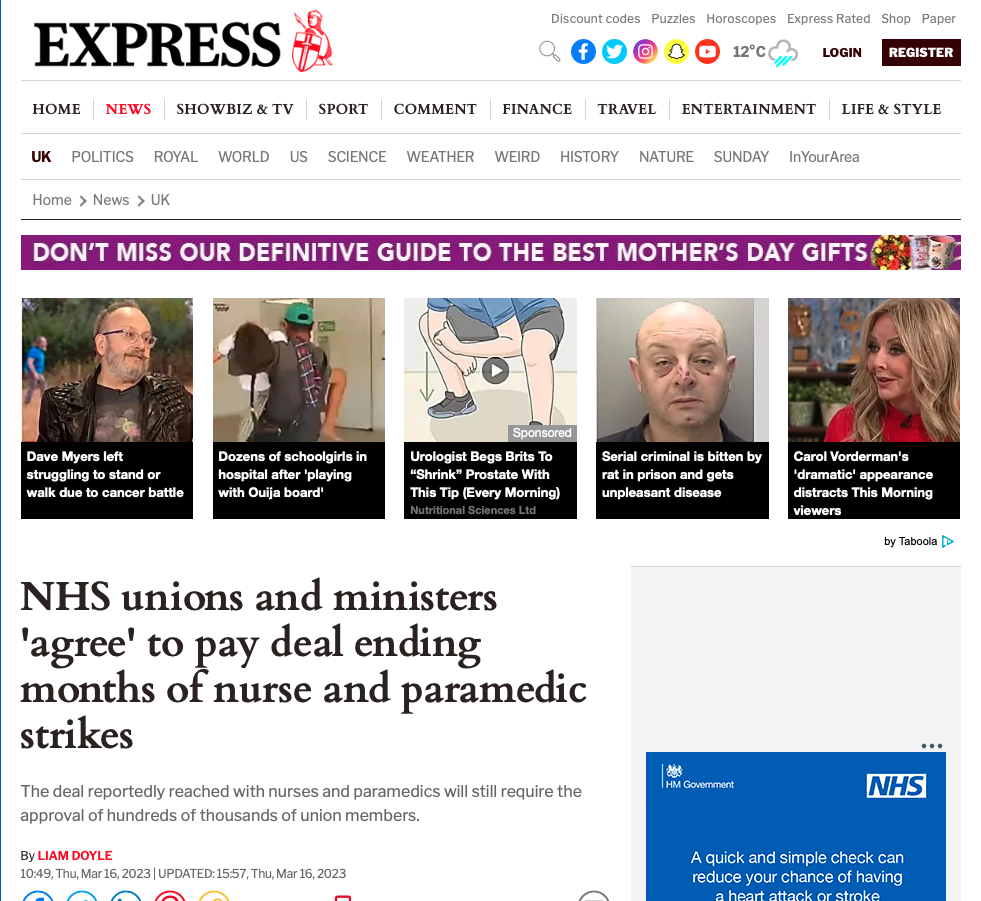 EXPRESS
Discount codes Puzzles Horoscopes Express Rated Shop Paper
12°C LOGIN REGISTER
HOME NEWS SHOWBIZ & TV SPORT COMMENT FINANCE TRAVEL ENTERTAINMENT LIFE & STYLE
UK POLITICS ROYAL WORLD US SCIENCE WEATHER WEIRD HISTORY NATURE SUNDAY InYourArea
Home News UK
DON'T MISS OUR DEFINITIVE GUIDE TO THE BEST MOTHER'S DAY GIFTS
Dave Myers left
struggling to stand or
walk due to cancer battle
Dozens of schoolgirls in
hospital after 'playing
with Ouija board'
Sponsored
Urologist Begs Brits To
“Shrink” Prostate With
This Tip (Every Morning)
Nutritional Sciences Ltd
Serial criminal is bitten by
rat in prison and gets
unpleasant disease
Carol Vorderman's
'dramatic' appearance
distracts This Morning
viewers
by Taboola
NHS unions and ministers
'agree' to pay deal ending
months of nurse and paramedic
strikes
The deal reportedly reached with nurses and paramedics will still require the
approval of hundreds of thousands of union members.
By LIAM DOYLE
10:49, Thu, Mar 16, 2023 | UPDATED: 15:57, Thu, Mar 16, 2023
HM Government
NHS
A quick and simple check can
reduce your chance of having
a heart attack or stroke